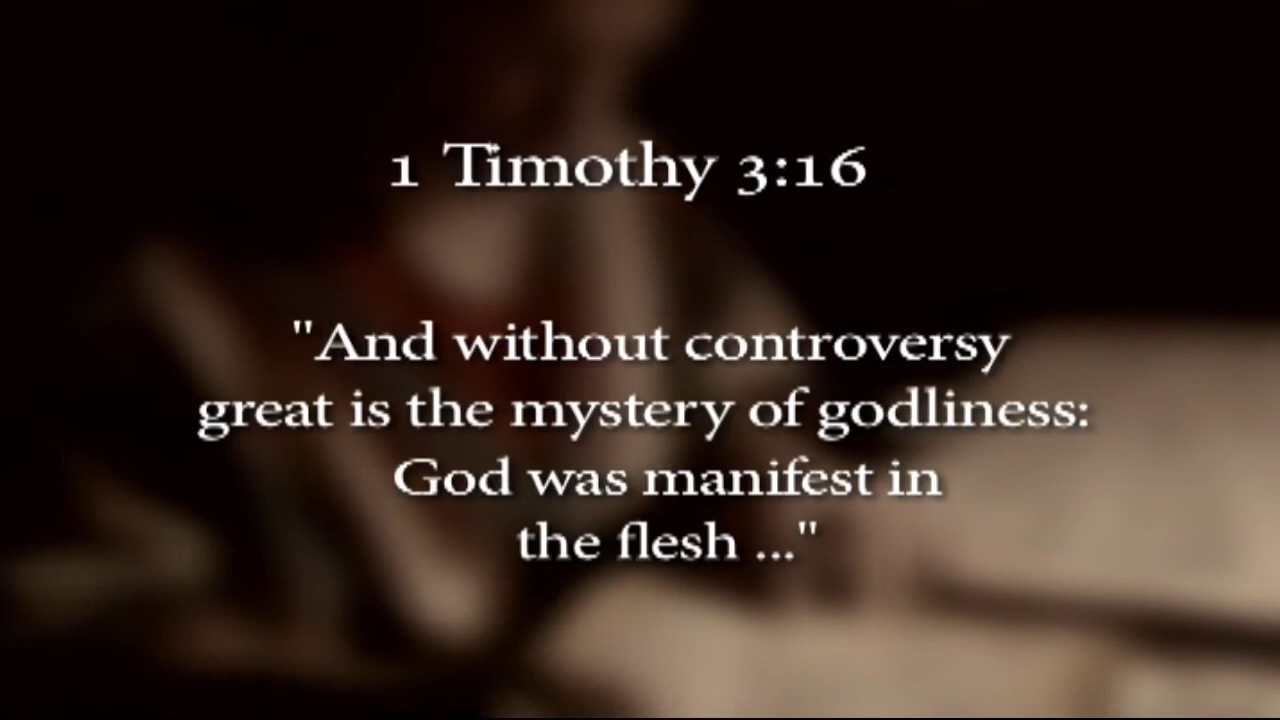 1 Timothy 3:16
"And without controversy
great is the mystery of godliness:
God was manifest in
the flesh ..."